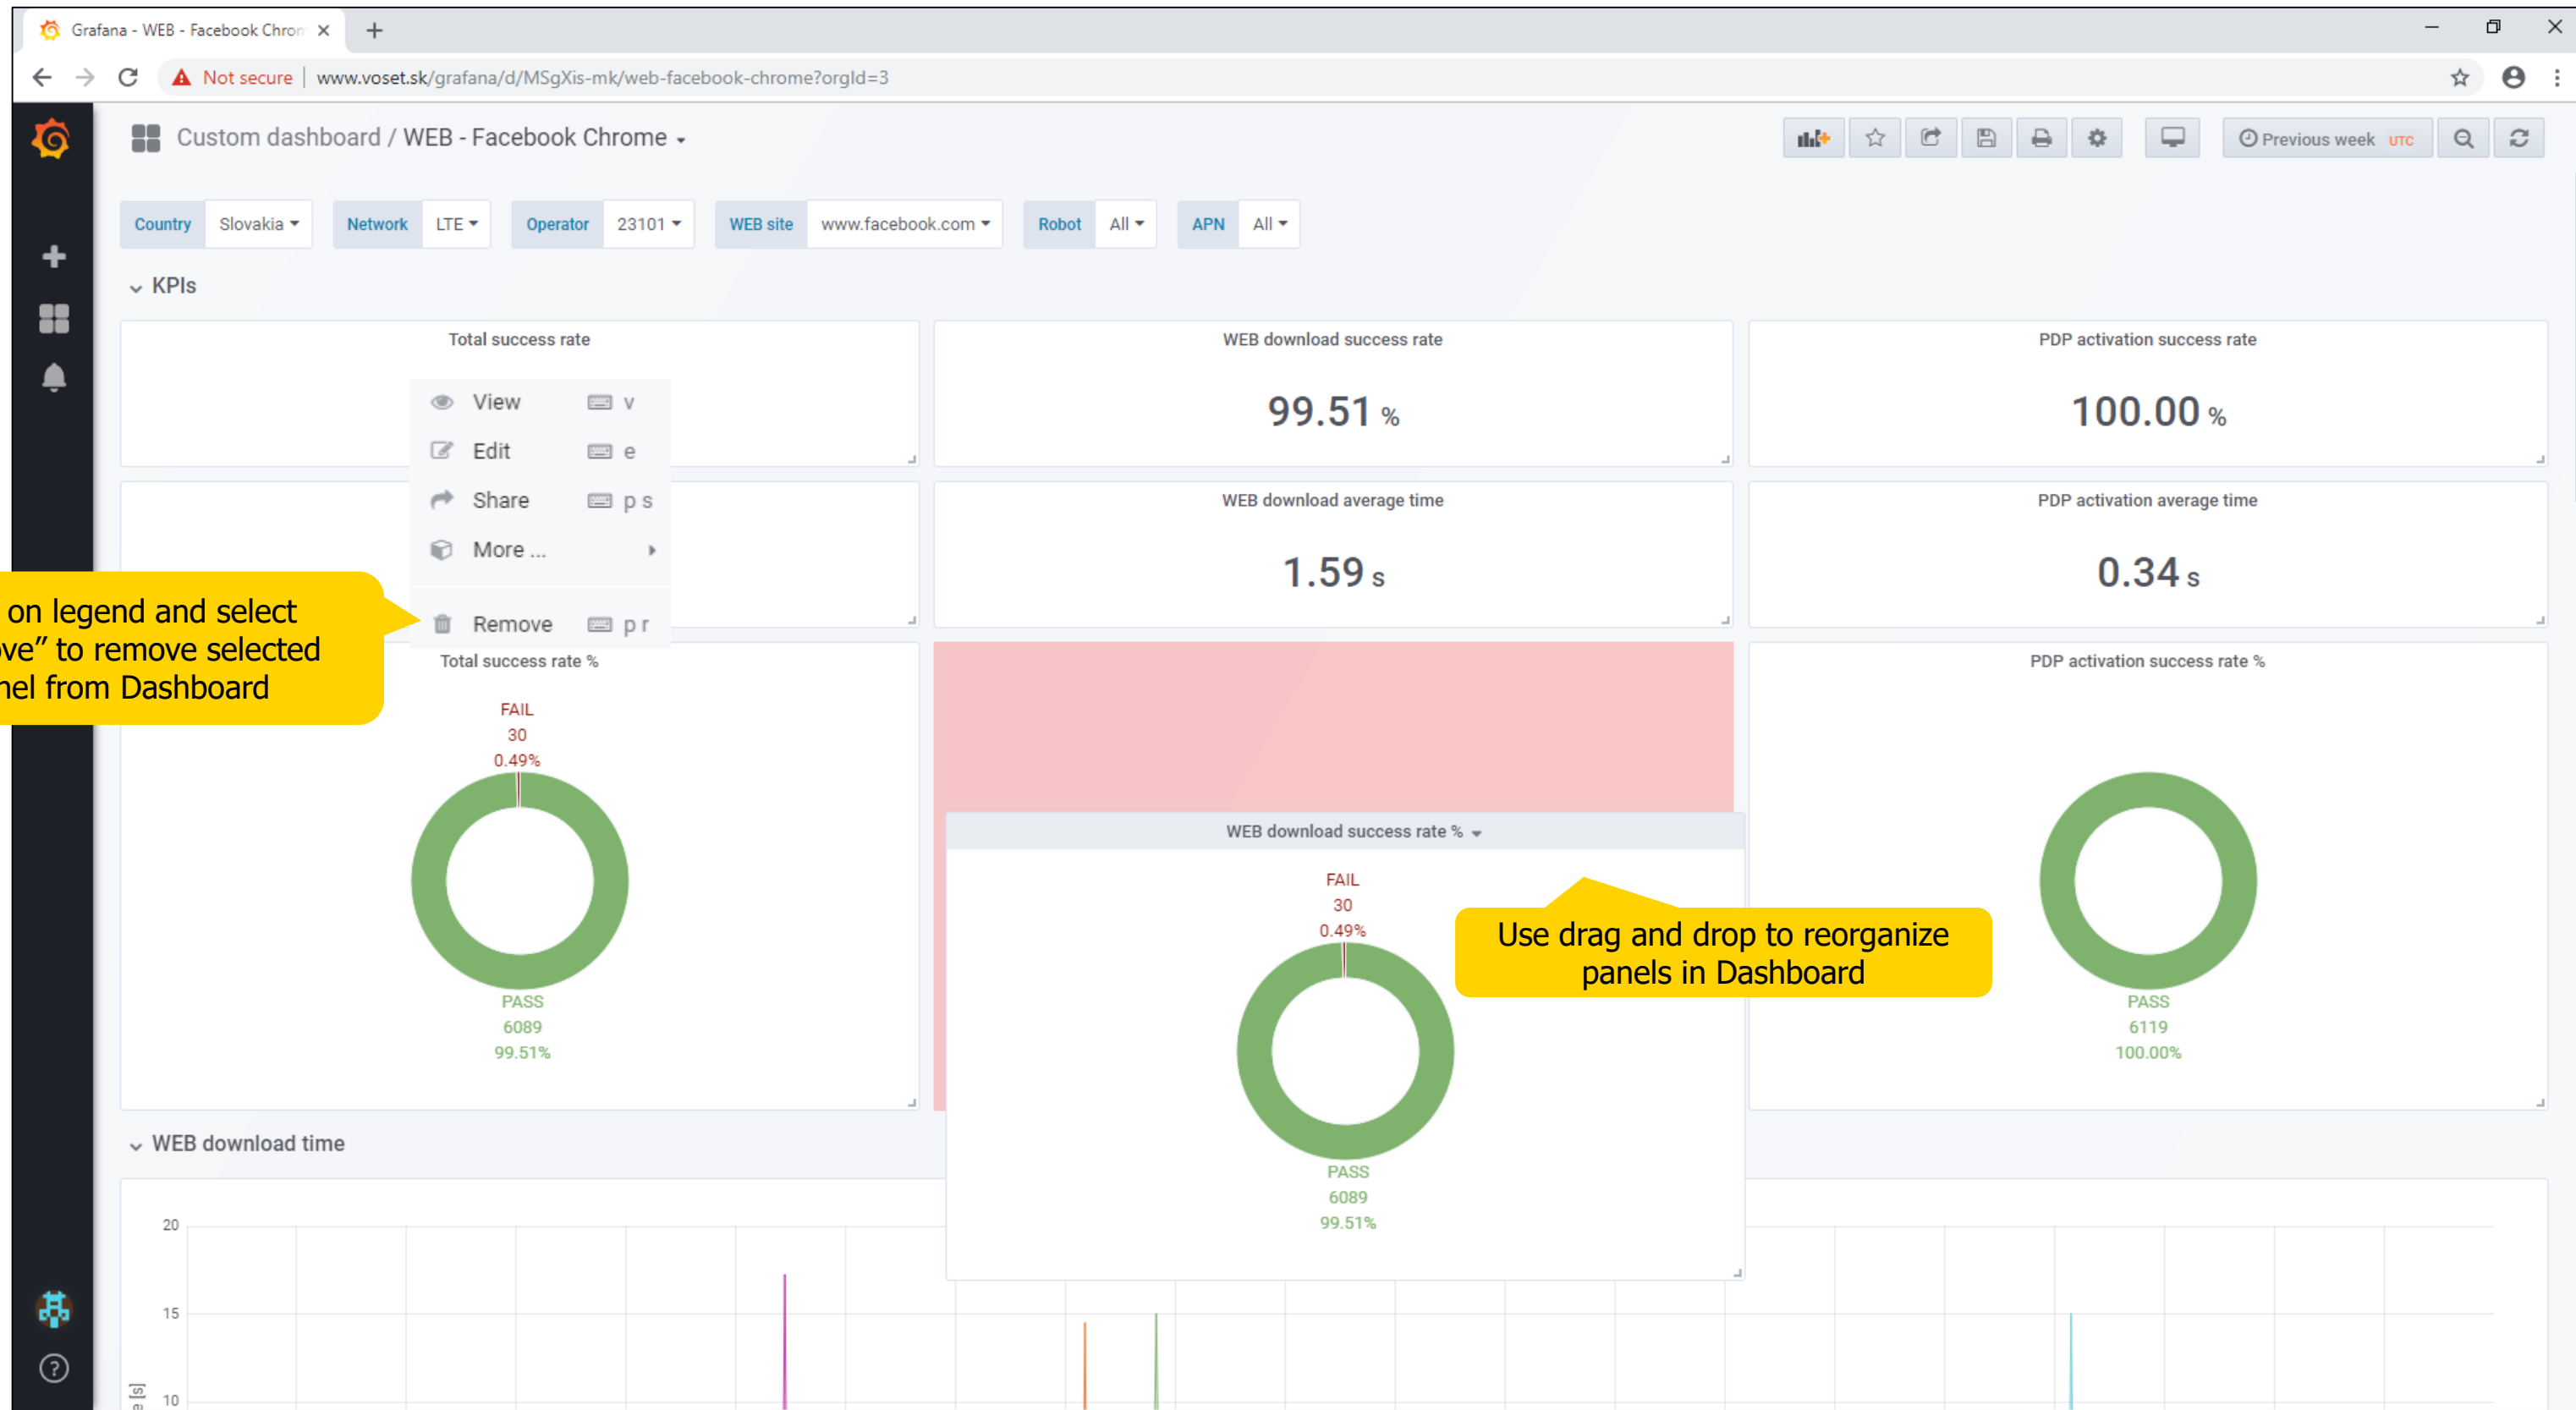 Grafana - WEB - Facebook Chrom
Not secure | www.voset.sk/grafana/d/MSgXis-mk/web-facebook-chrome?orgId=3
Custom dashboard / WEB - Facebook Chrome
Previous week UTC
Country Slovakia Network LTE Operator 23101 WEB site www.facebook.com Robot All APN All
KPIs
Total success rate
WEB download success rate
99.51 %
PDP activation success rate
100.00 %
View v
Edit e
Share p s
More ...
Remove p r
WEB download average time
1.59 s
PDP activation average time
0.34 s
on legend and select
ve” to remove selected
nel from Dashboard
Total success rate %
FAIL
30
0.49%
PASS
6089
99.51%
WEB download success rate %
FAIL
30
0.49%
PASS
6089
99.51%
Use drag and drop to reorganize
panels in Dashboard
PDP activation success rate %
PASS
6119
100.00%
WEB download time
20
15
10
e [s]